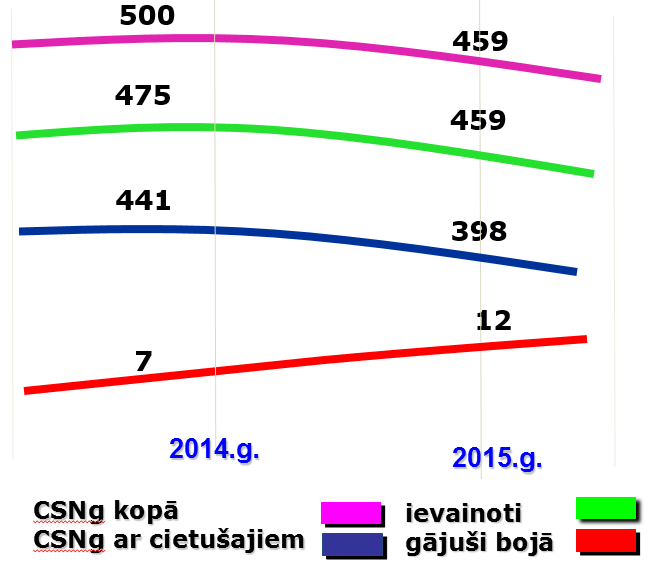 500
459
475
459
441
398
12
7
2014.g.
2015.g.
CSNg kopā
ievainoti
CSNg ar cietušajiem
gājuši bojā